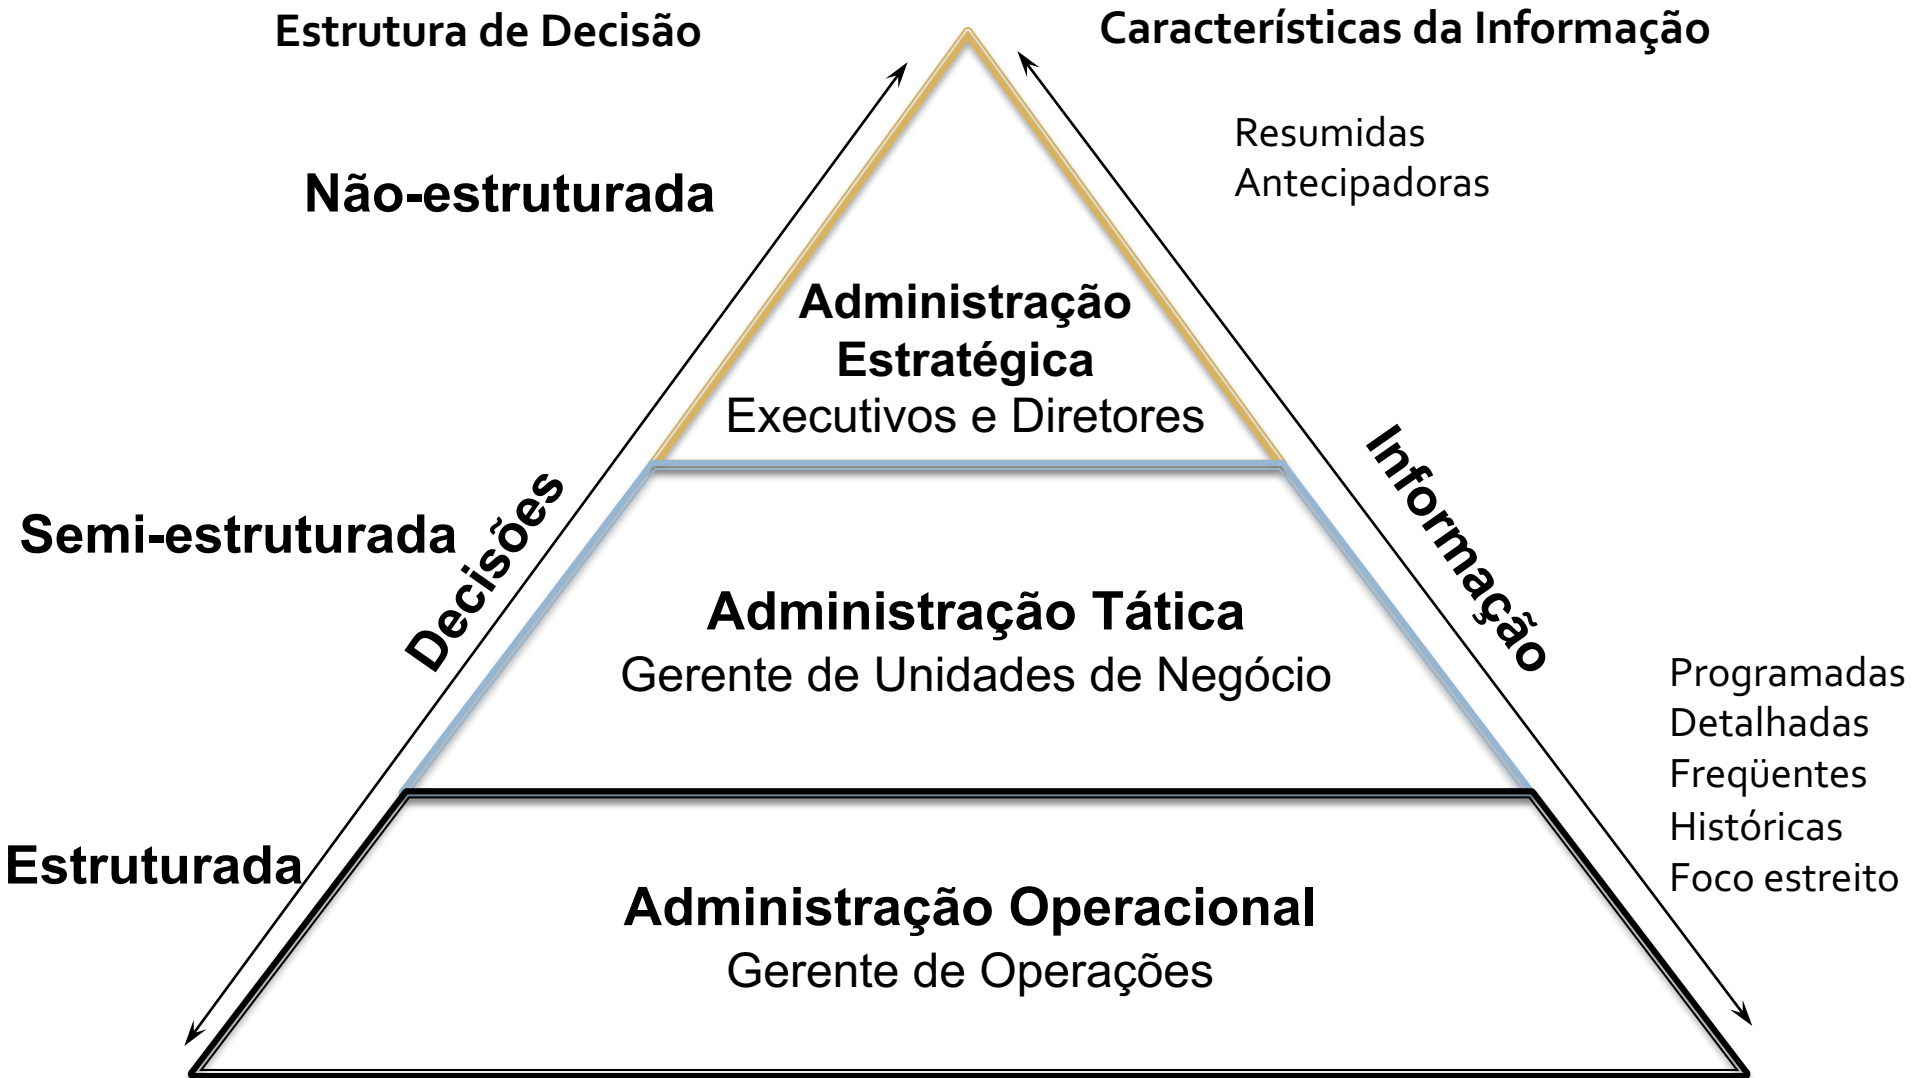 Estrutura de Decisão
Características da Informação
Resumidas
Antecipadoras
Não-estruturada
Administração
Estratégica
Executivos e Diretores
Semi-estruturada
Decisões
Informação
Administração Tática
Gerente de Unidades de Negócio
Programadas
Detalhadas
Freqüentes
Históricas
Foco estreito
Estruturada
Administração Operacional
Gerente de Operações